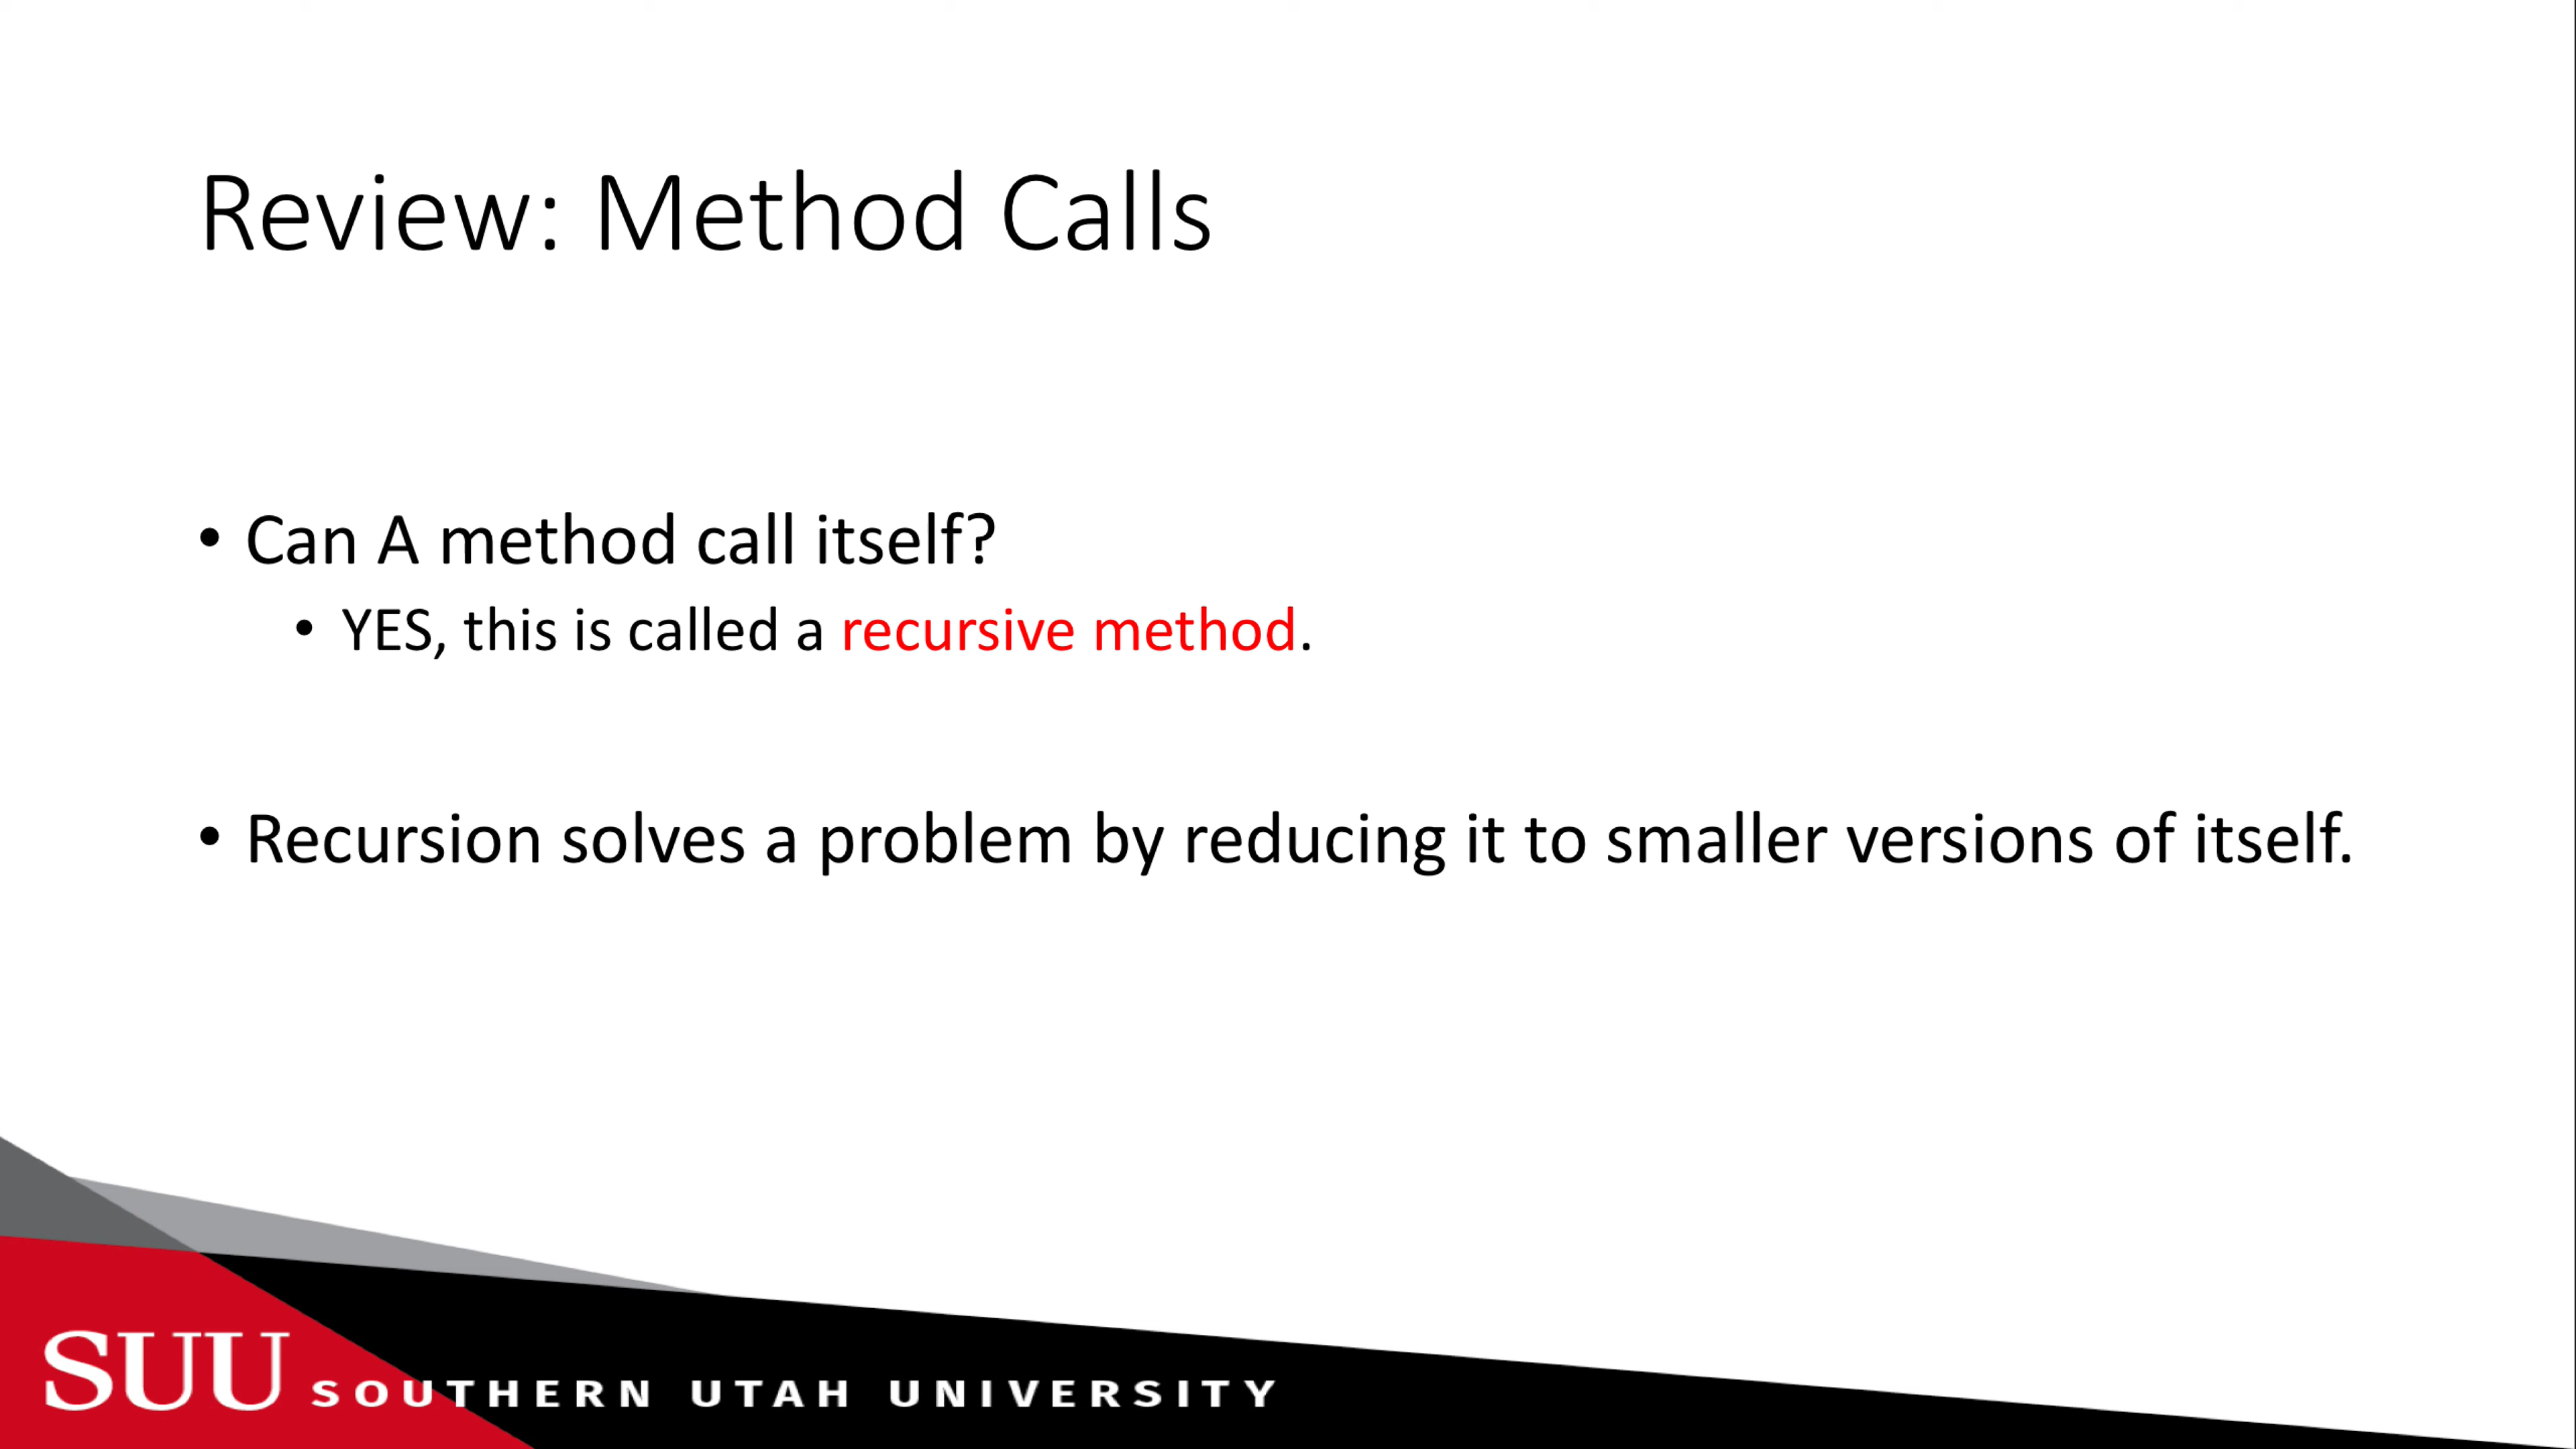 Review: Method Calls
• Can A method call itself?
• YES, this is called a recursive method.
• Recursion solves a problem by reducing it to smaller versions of itself.
SUU SOUTHERN UTAH UNIVERSITY